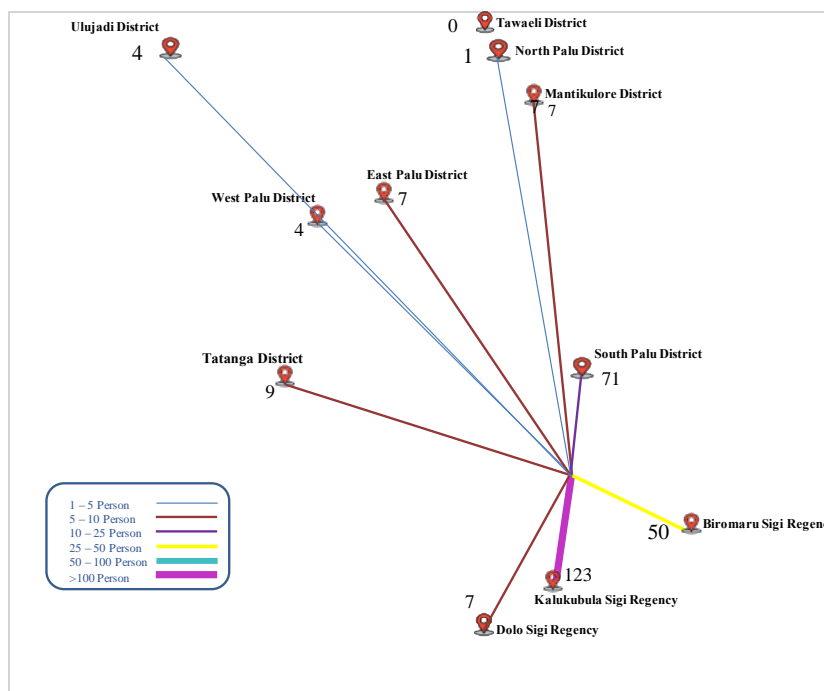 0 Tawaeli District
Ulujadi District
4
1 North Palu District
Mantikulore District
7 7
East Palu District
7
West Palu District
4
South Palu District
71
Tatanga District
9
1 – 5 Person
5 – 10 Person
10 – 25 Person
25 – 50 Person
50 – 100 Person
>100 Person
50 Biromaru Sigi Regenc
123
Kalukubula Sigi Regency
7
Dolo Sigi Regency